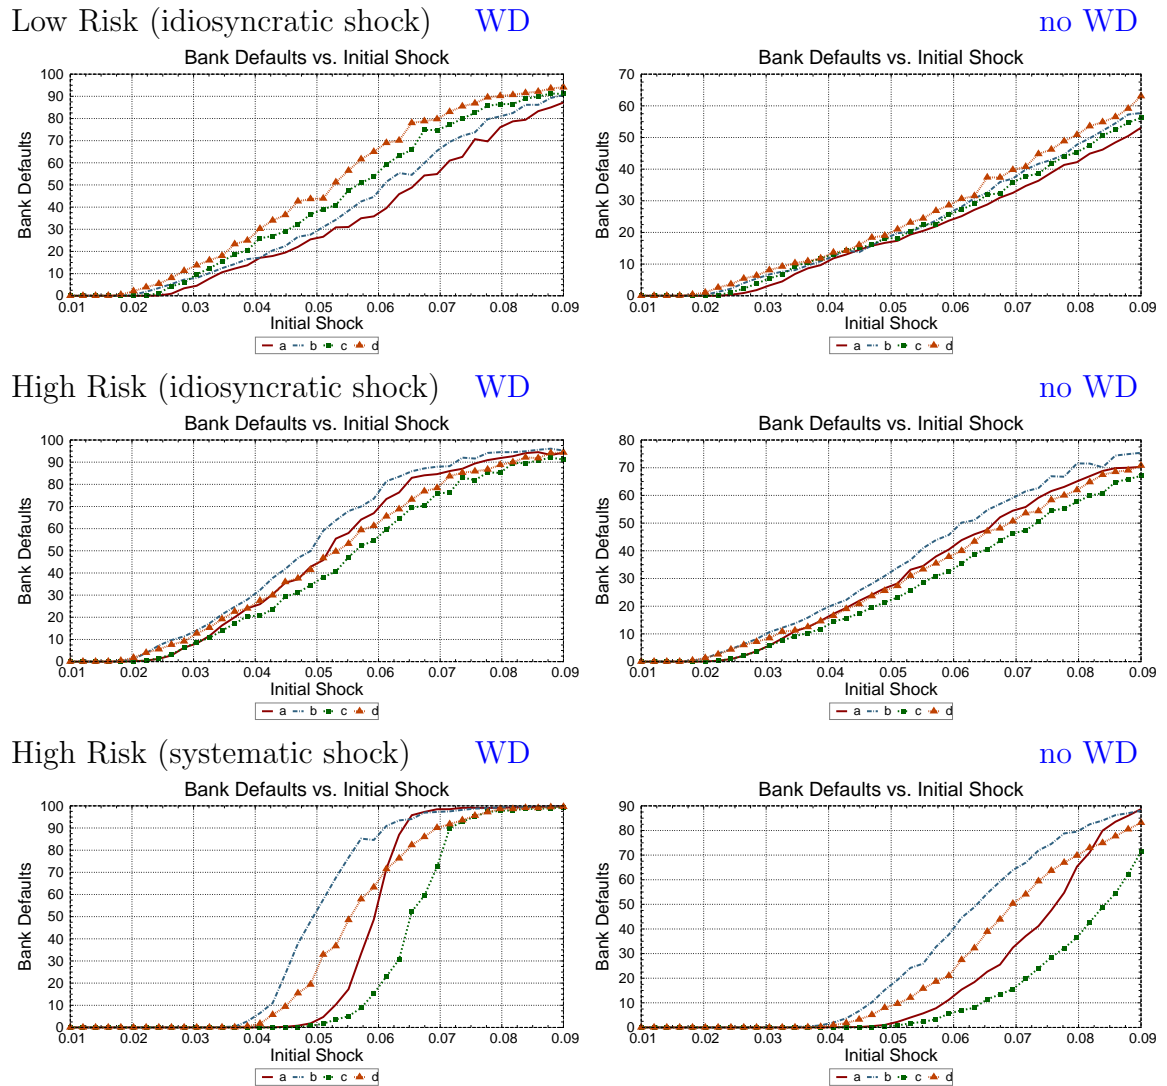 Low Risk (idiosyncratic shock) WD no WD
Bank Defaults vs. Initial Shock
Bank Defaults
100
90
80
70
60
50
40
30
20
10
0
0.01 0.02 0.03 0.04 0.05 0.06 0.07 0.08 0.09
Initial Shock
a b c d
Bank Defaults vs. Initial Shock
Bank Defaults
70
60
50
40
30
20
10
0
0.01 0.02 0.03 0.04 0.05 0.06 0.07 0.08 0.09
Initial Shock
a b c d
High Risk (idiosyncratic shock) WD no WD
Bank Defaults vs. Initial Shock
Bank Defaults
100
90
80
70
60
50
40
30
20
10
0
0.01 0.02 0.03 0.04 0.05 0.06 0.07 0.08 0.09
Initial Shock
a b c d
Bank Defaults vs. Initial Shock
Bank Defaults
80
70
60
50
40
30
20
10
0
0.01 0.02 0.03 0.04 0.05 0.06 0.07 0.08 0.09
Initial Shock
a b c d
High Risk (systematic shock) WD no WD
Bank Defaults vs. Initial Shock
Bank Defaults
100
90
80
70
60
50
40
30
20
10
0
0.01 0.02 0.03 0.04 0.05 0.06 0.07 0.08 0.09
Initial Shock
a b c d
Bank Defaults vs. Initial Shock
Bank Defaults
90
80
70
60
50
40
30
20
10
0
0.01 0.02 0.03 0.04 0.05 0.06 0.07 0.08 0.09
Initial Shock
a b c d